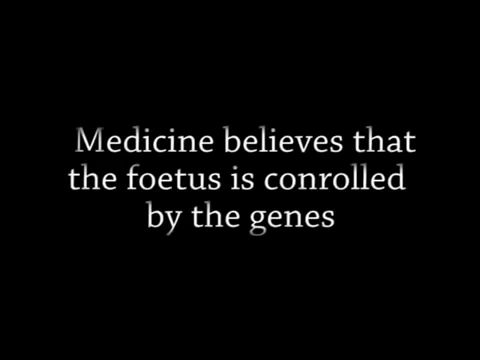 Medicine believes that
the foetus is conrolled
by the genes